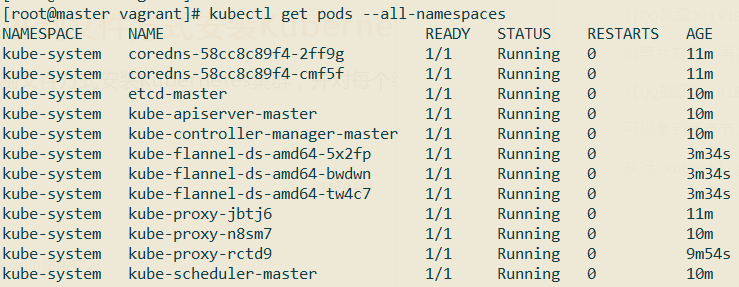 [root@master vagrant]# kubectl get pods --all-namespaces
NAMESPACE NAME READY STATUS RESTARTS AGE
kube-system coredns-58cc8c89f4-2ff9g 1/1 Running 0 11m
kube-system coredns-58cc8c89f4-cmf5f 1/1 Running 0 11m
kube-system etcd-master 1/1 Running 0 10m
kube-system kube-apiserver-master 1/1 Running 0 10m
kube-system kube-controller-manager-master 1/1 Running 0 10m
kube-system kube-flannel-ds-amd64-5x2fp 1/1 Running 0 3m34s
kube-system kube-flannel-ds-amd64-bwdwn 1/1 Running 0 3m34s
kube-system kube-flannel-ds-amd64-tw4c7 1/1 Running 0 3m34s
kube-system kube-proxy-jbtj6 1/1 Running 0 11m
kube-system kube-proxy-n8sm7 1/1 Running 0 10m
kube-system kube-proxy-rctd9 1/1 Running 0 9m54s
kube-system kube-scheduler-master 1/1 Running 0 10m